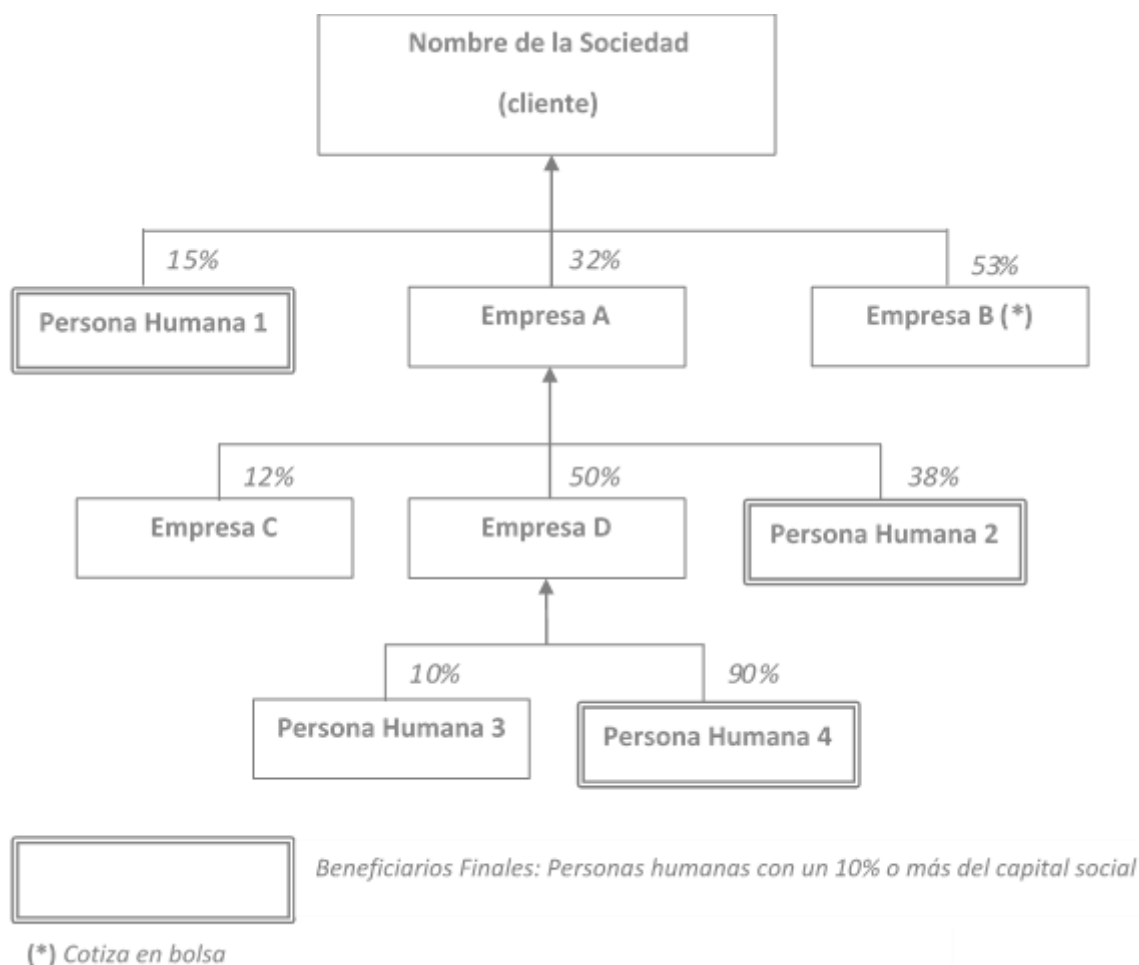 Nombre de la Sociedad
(cliente)
15%
32%
53%
Persona Humana 1
Empresa A
Empresa B (*)
12%
50%
38%
Empresa C
Empresa D
Persona Humana 2
10%
90%
Persona Humana 3
Persona Humana 4
Beneficiarios Finales: Personas humanas con un 10% o más del capital social
(*) Cotiza en bolsa